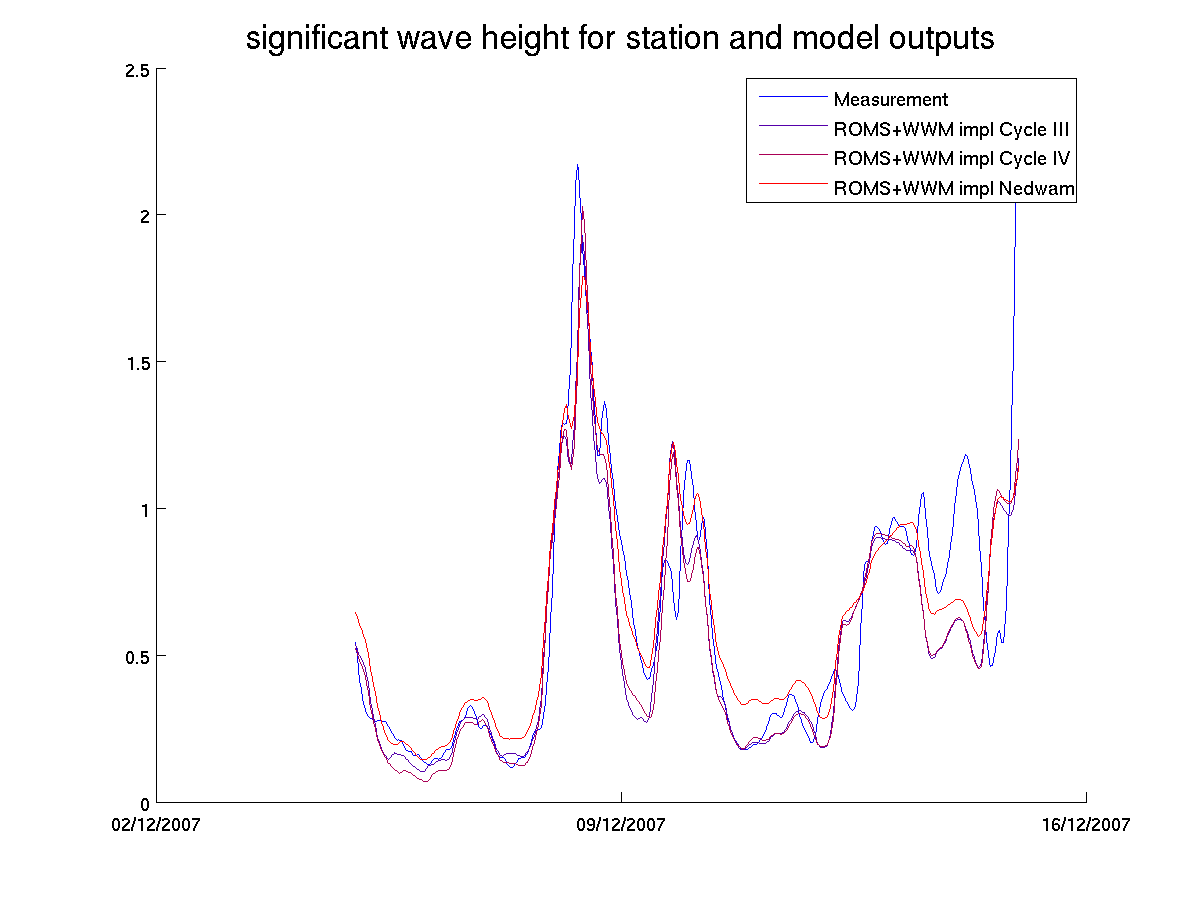 significant wave height for station and model outputs
2.5
Measurement
ROMS+WWM impl Cycle III
ROMS+WWM impl Cycle IV
ROMS+WWM impl Nedwam
2
1.5
1
0.5
0
02/12/2007 09/12/2007 16/12/2007